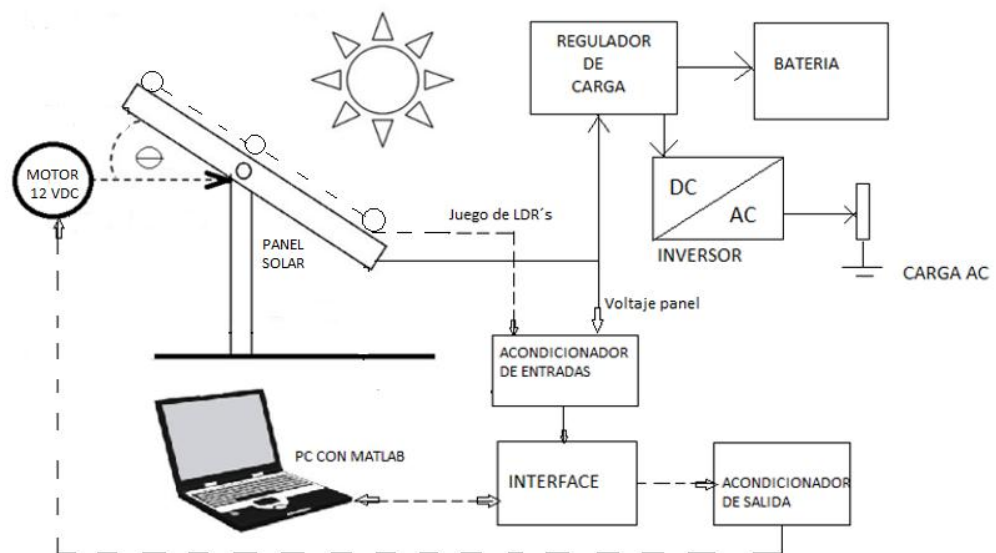 REGULADOR
DE
CARGA
BATERIA
MOTOR
12 VDC
Θ
DC
AC
Juego de LDR´s
INVERSOR
PANEL
SOLAR
CARGA AC
Voltaje panel
ACONDICIONADOR
DE ENTRADAS
PC CON MATLAB
INTERFACE
ACONDICIONADOR
DE SALIDA